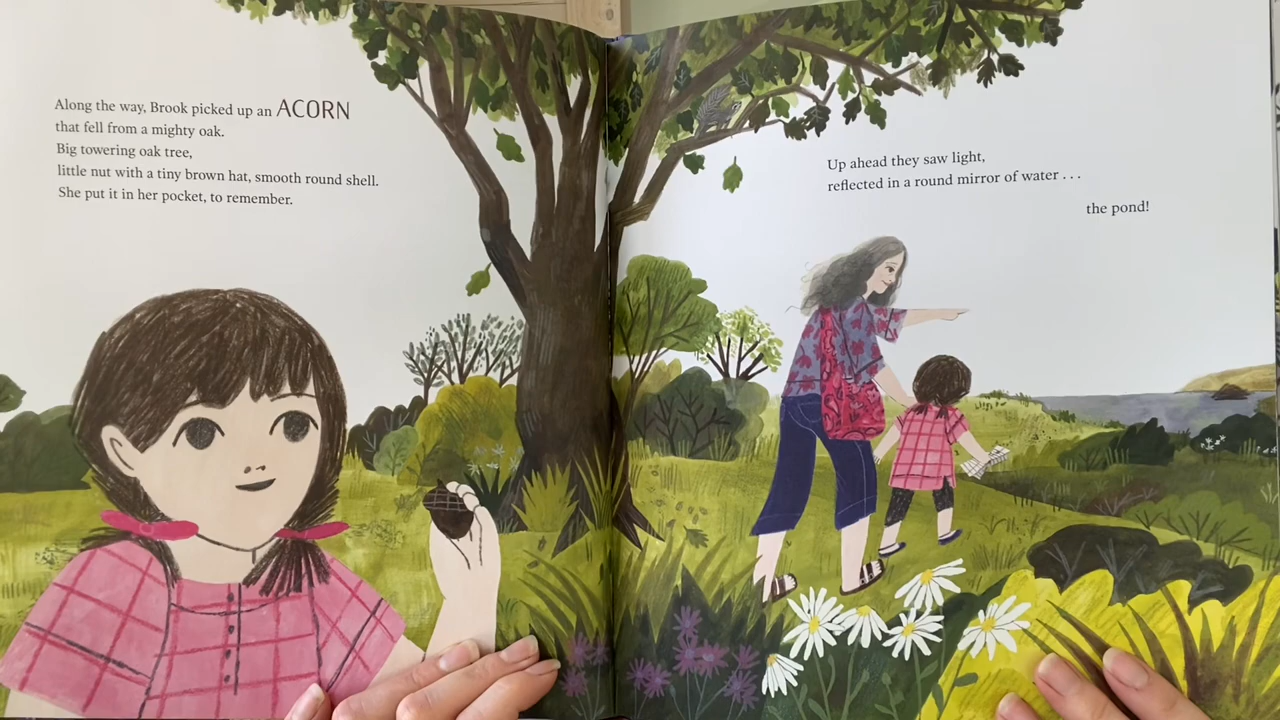 Along the way, Brook picked up an ACORN
that fell from a mighty oak.
Big towering oak tree,
little nut with a tiny brown hat, smooth round shell.
She put it in her pocket, to remember.
Up ahead they saw light,
reflected in a round mirror of water . . .
the pond!